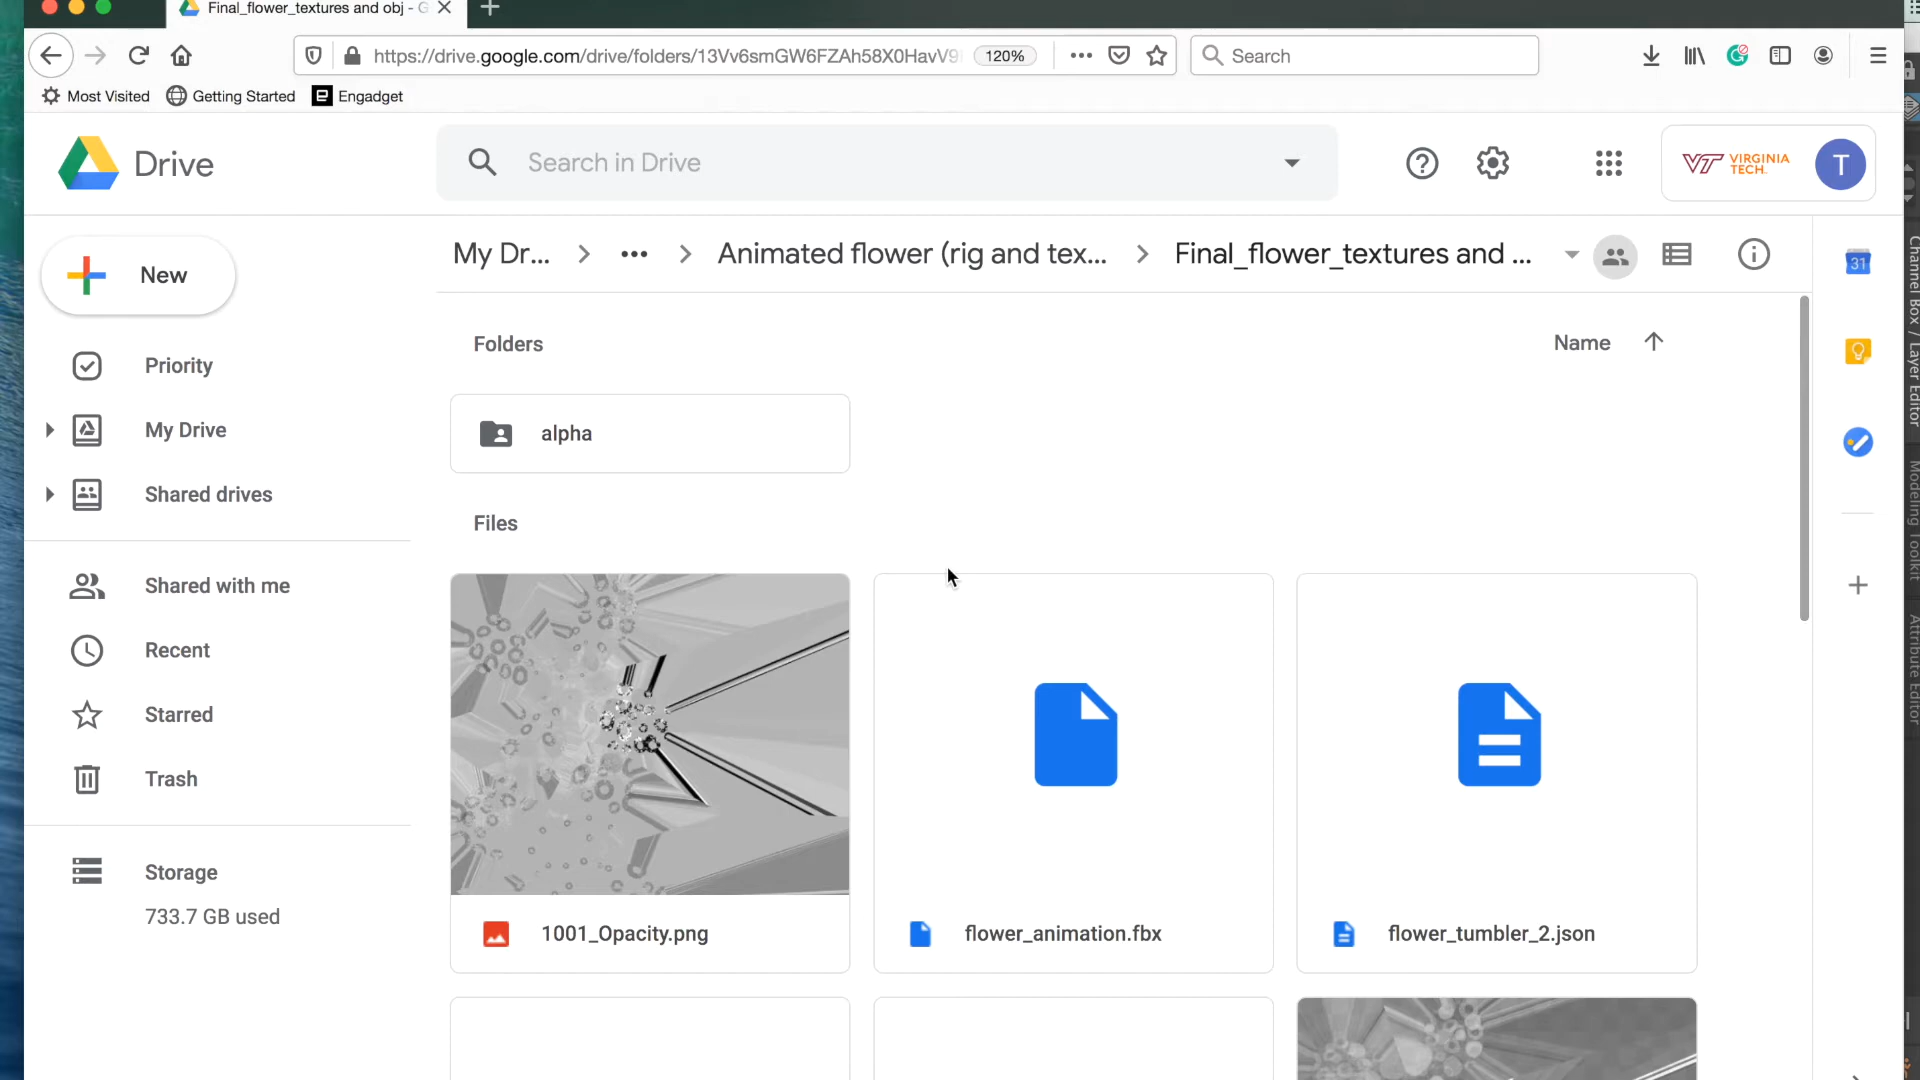 Final_flower_textures and obj - G
https://drive.google.com/drive/folders/13Vv6smGW6FZAh58X0HavV9
120%
Search
Most Visited
Getting Started
Engadget
Drive
Search in Drive
VT VIRGINIA TECH.
T
New
My Dr... > ••• > Animated flower (rig and tex... > Final_flower_textures and ...
31
Folders
Name
Priority
alpha
My Drive
Shared drives
Files
Shared with me
Recent
Starred
Trash
Storage
733.7 GB used
1001_Opacity.png
flower_animation.fbx
flower_tumbler_2.json
Channel Box / Layer Editor
Modeling Toolkit
Attribute Editor